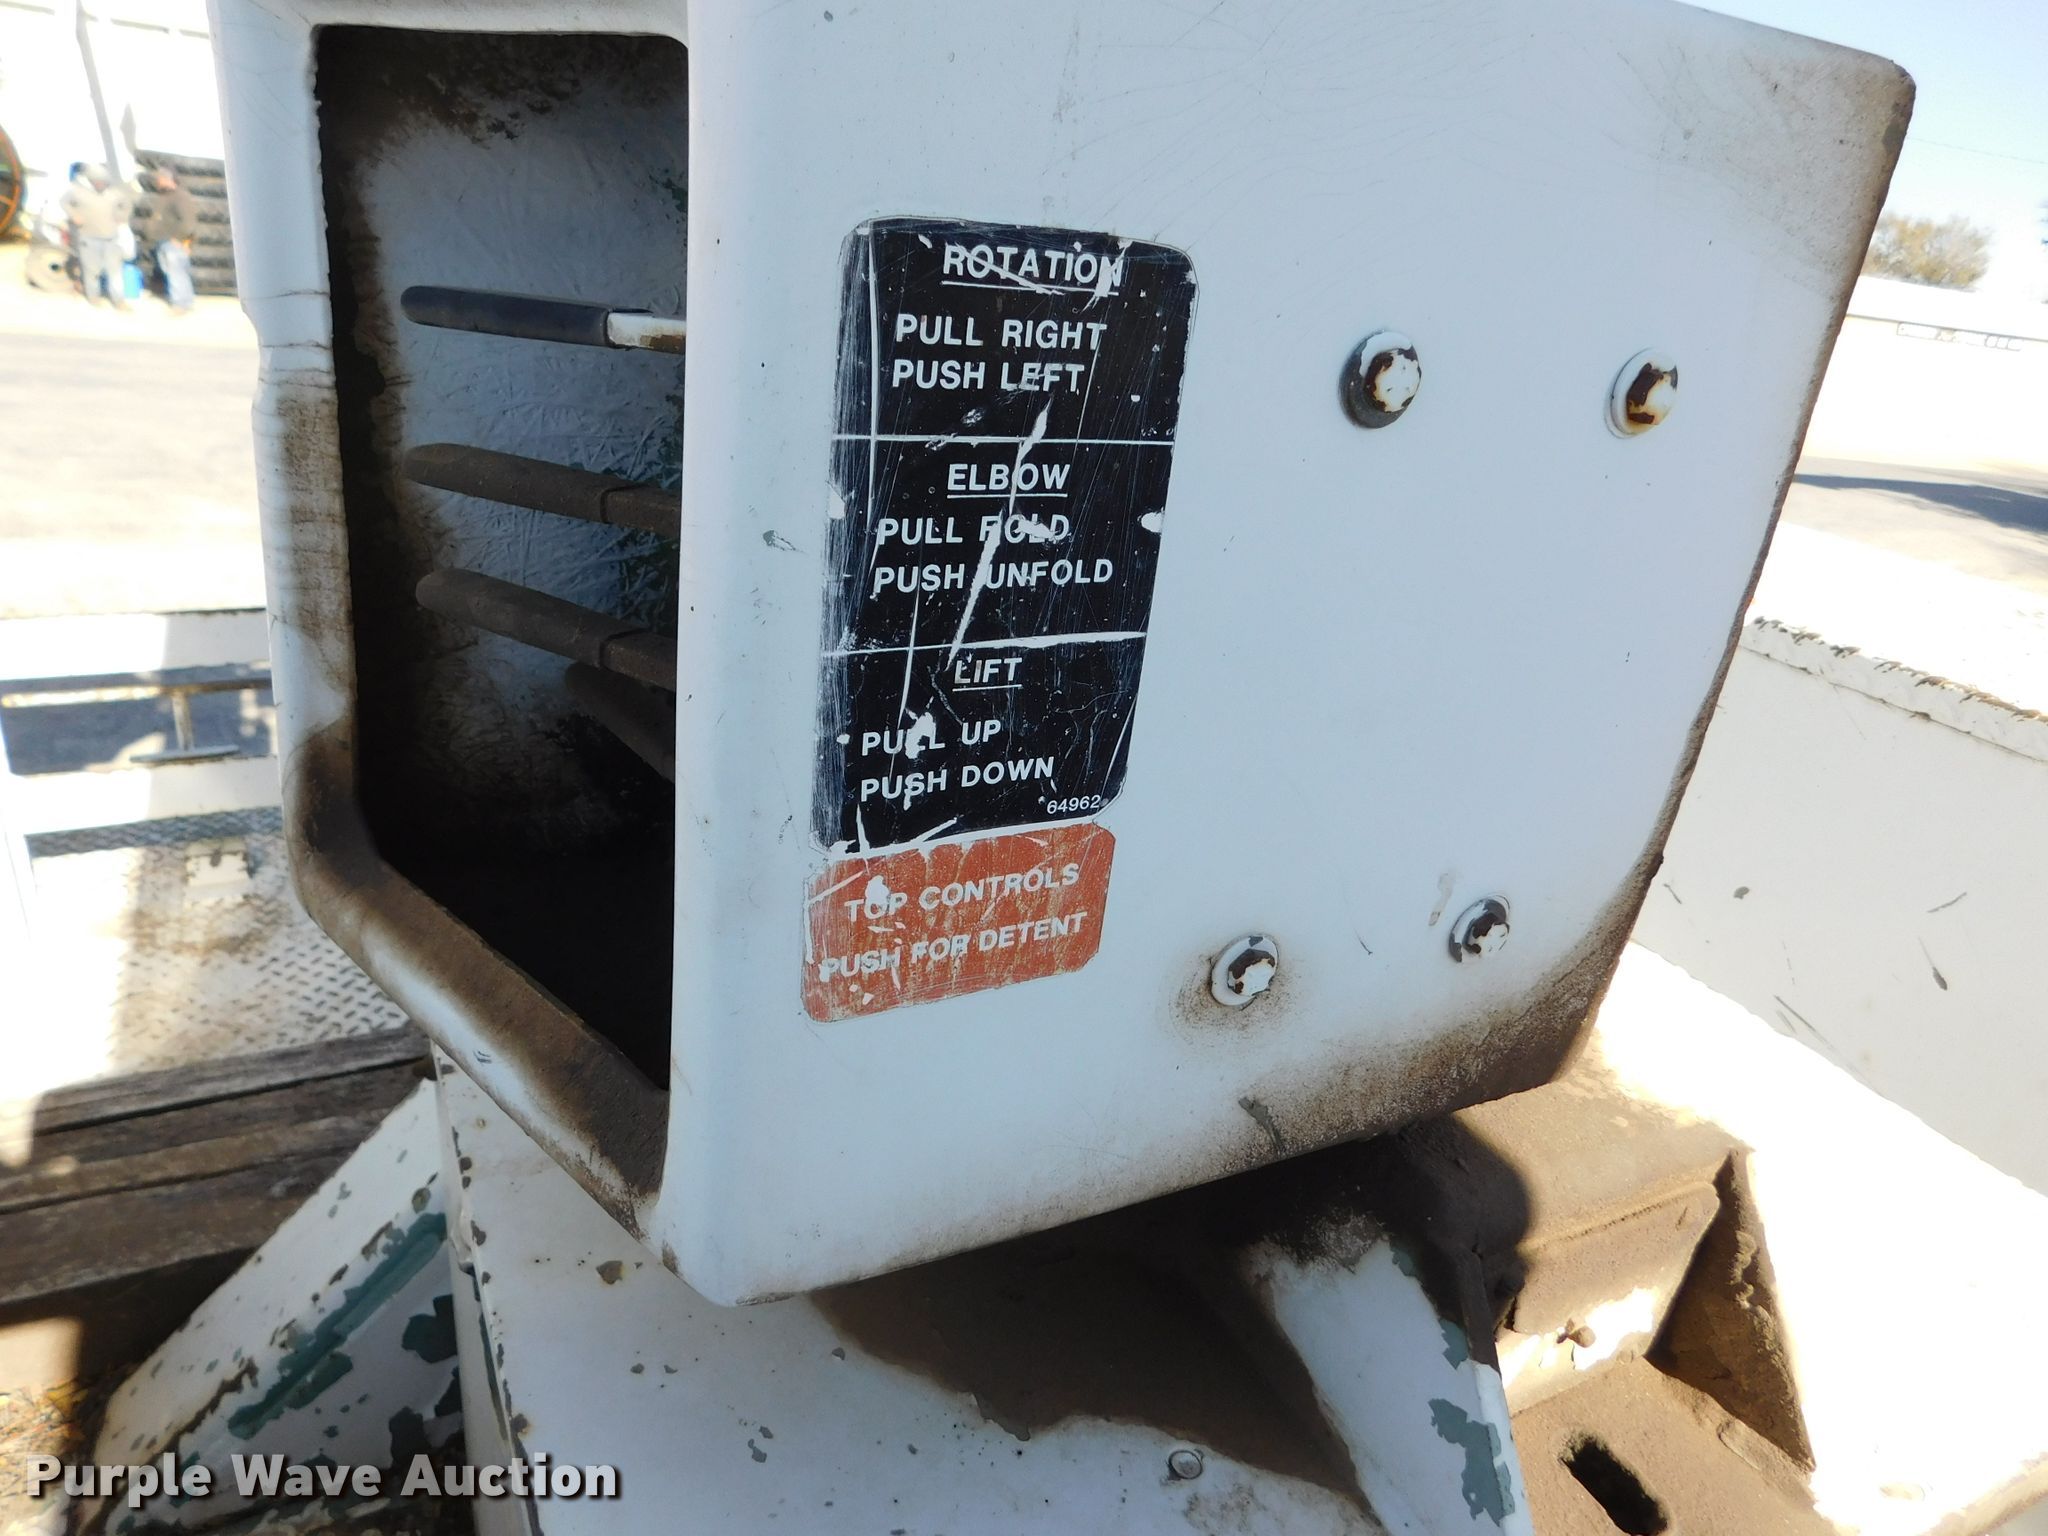 ROTATION
PULL RIGHT
PUSH LEFT
ELBOW
PULL FOLD
PUSH UNFOLD
LIFT
PULL UP
PUSH DOWN
64962
TOP CONTROLS
PUSH FOR DETENT
Purple Wave Auction